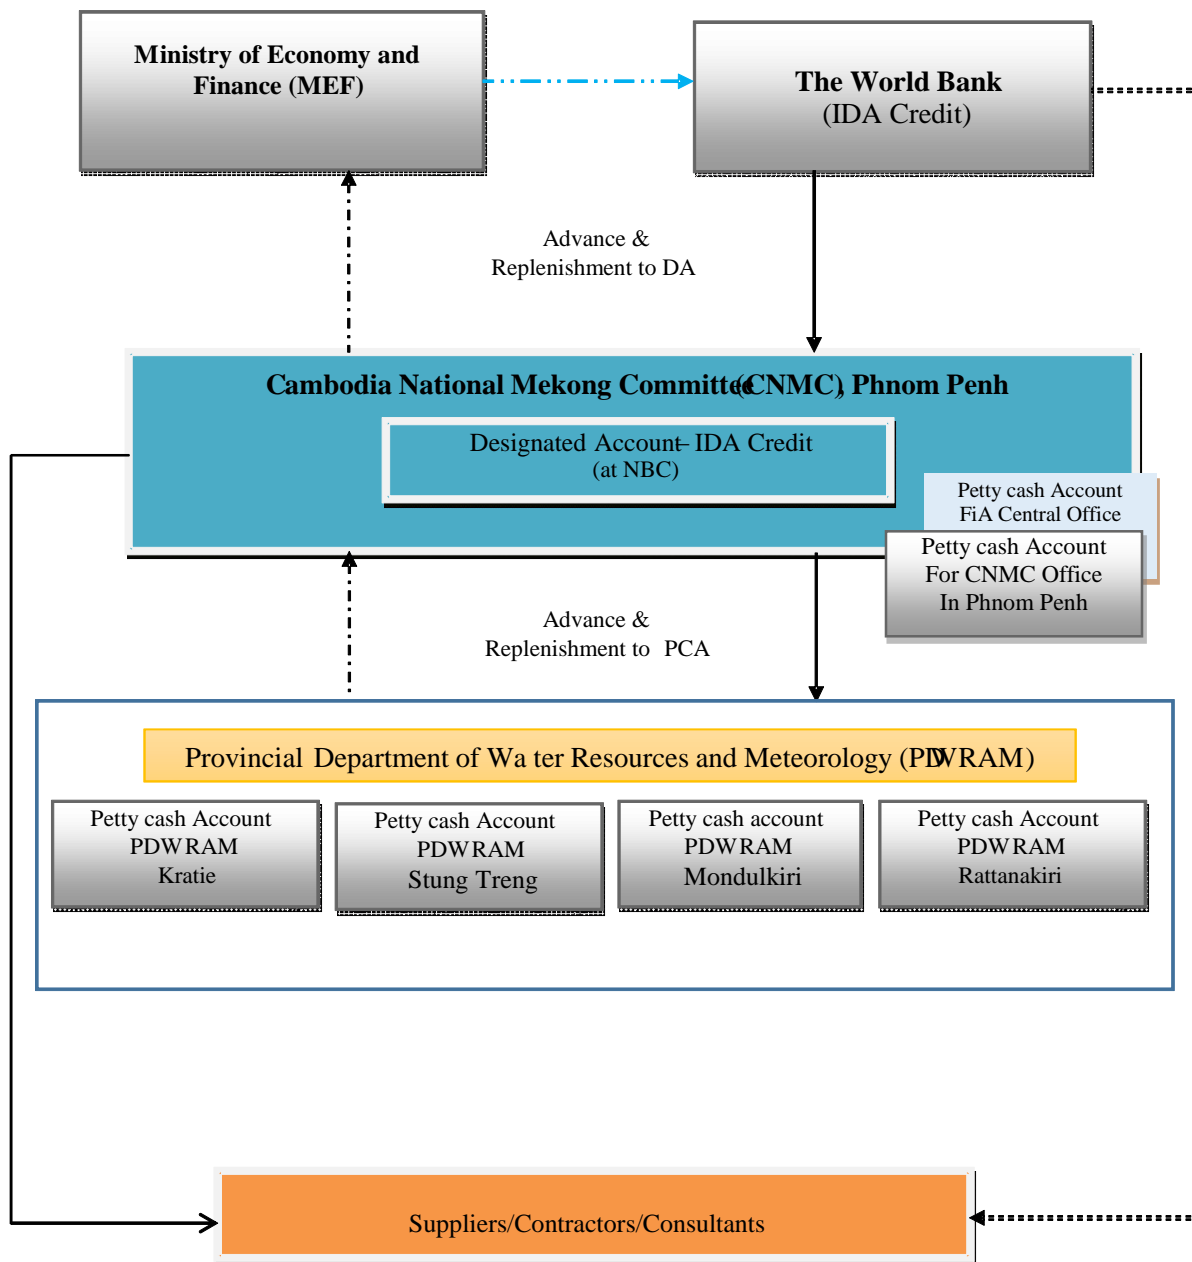 Ministry of Economy and
Finance (MEF)
The World Bank
(IDA Credit)
Advance &
Replenishment to DA
Cambodia National Mekong Committee (CNMC), Phnom Penh
Designated Account– IDA Credit
(at NBC)
Petty cash Account
FiA Central Office
Petty cash Account
For CNMC Office
In Phnom Penh
Advance &
Replenishment to PCA
Provincial Department of Wa ter Resources and Meteorology (PDWRAM)
Petty cash Account
PDWRAM
Kratie
Petty cash Account
PDWRAM
Stung Treng
Petty cash account
PDWRAM
Mondulkiri
Petty cash Account
PDWRAM
Rattanakiri
Suppliers/Contractors/Consultants